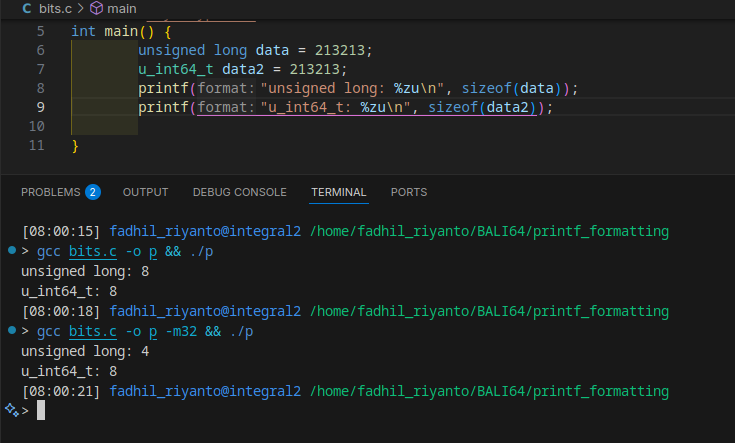 C bits.c > main
5 int main() {
6 unsigned long data = 213213;
7 u_int64_t data2 = 213213;
8 printf(format:"unsigned long: %zu\n", sizeof(data));
9 printf(format:"u_int64_t: %zu\n", sizeof(data2));
10
11 }
PROBLEMS 2 OUTPUT DEBUG CONSOLE TERMINAL PORTS
[08:00:15] fadhil_riyanto@integral2 /home/fadhil_riyanto/BALI64/printf_formatting
> gcc bits.c -o p && ./p
unsigned long: 8
u_int64_t: 8
[08:00:18] fadhil_riyanto@integral2 /home/fadhil_riyanto/BALI64/printf_formatting
> gcc bits.c -o p -m32 && ./p
unsigned long: 4
u_int64_t: 8
[08:00:21] fadhil_riyanto@integral2 /home/fadhil_riyanto/BALI64/printf_formatting
>